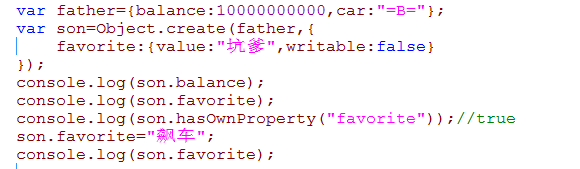 var father={balance:10000000000,car:"=B="};
var son=Object.create(father,{
favorite:{value:"坑爹",writable:false}
});
console.log(son.balance);
console.log(son.favorite);
console.log(son.hasOwnProperty("favorite"));//true
son.favorite="飙车";
console.log(son.favorite);